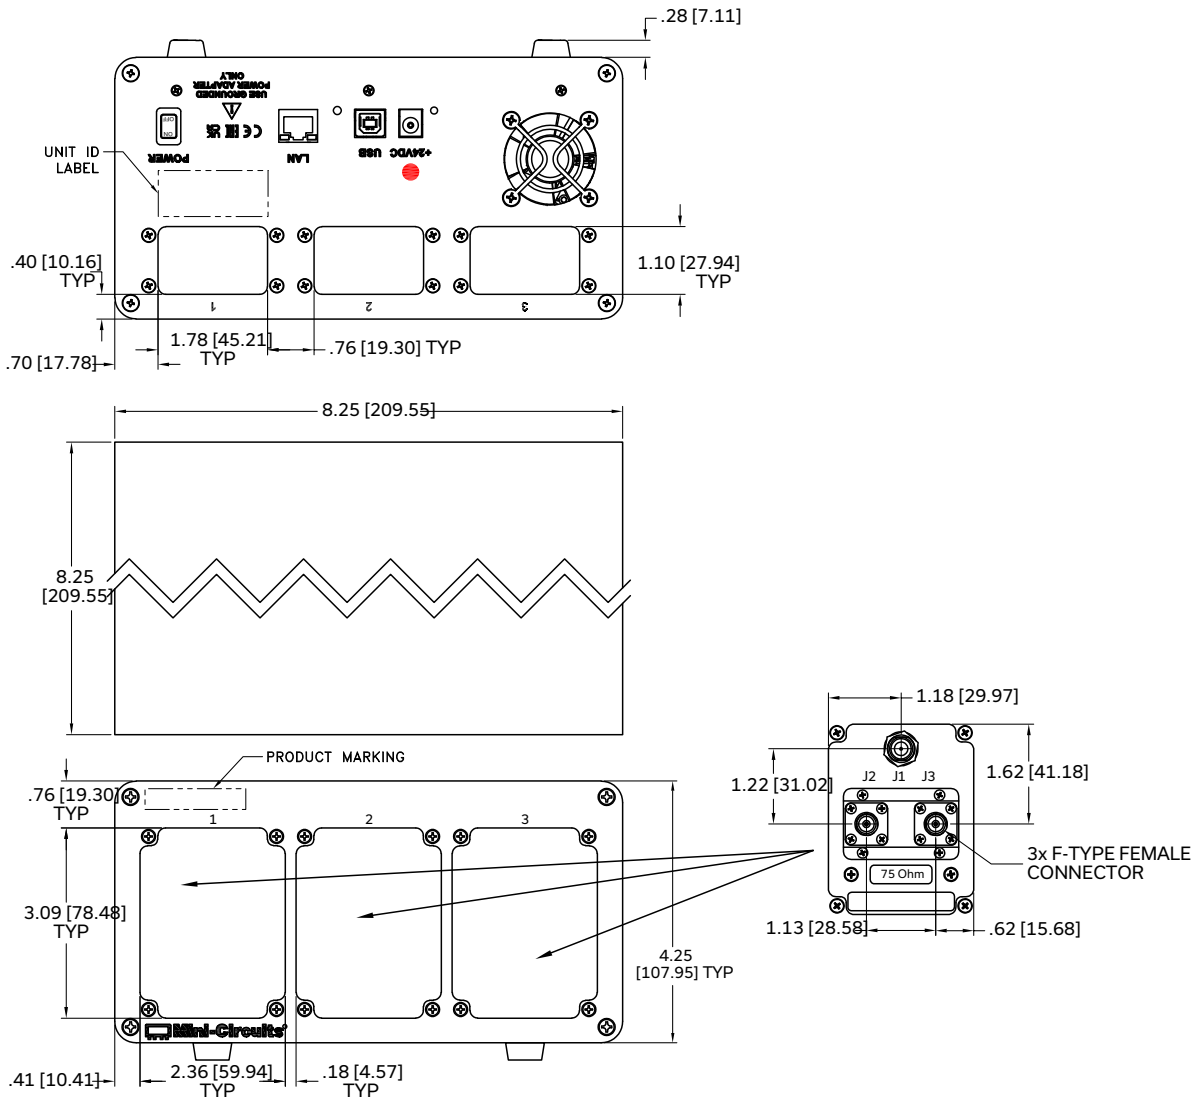 .28 [7.11]
USE GROUNDED
POWER ADAPTER
ONLY
OFF
ON
POWER
LAN
USB
+24VDC
UNIT ID
LABEL
.40 [10.16]
TYP
1.10 [27.94]
TYP
1
2
3
1.78 [45.21]
TYP
.76 [19.30] TYP
.70 [17.78]
8.25 [209.55]
8.25
[209.55]
PRODUCT MARKING
.76 [19.30]
TYP
1
2
3
3.09 [78.48]
TYP
4.25
[107.95] TYP
Mini-Circuits®
.41 [10.41]
2.36 [59.94]
TYP
.18 [4.57]
TYP
1.18 [29.97]
1.22 [31.02]
1.62 [41.18]
J2 J1 J3
3x F-TYPE FEMALE
CONNECTOR
75 Ohm
1.13 [28.58]
.62 [15.68]